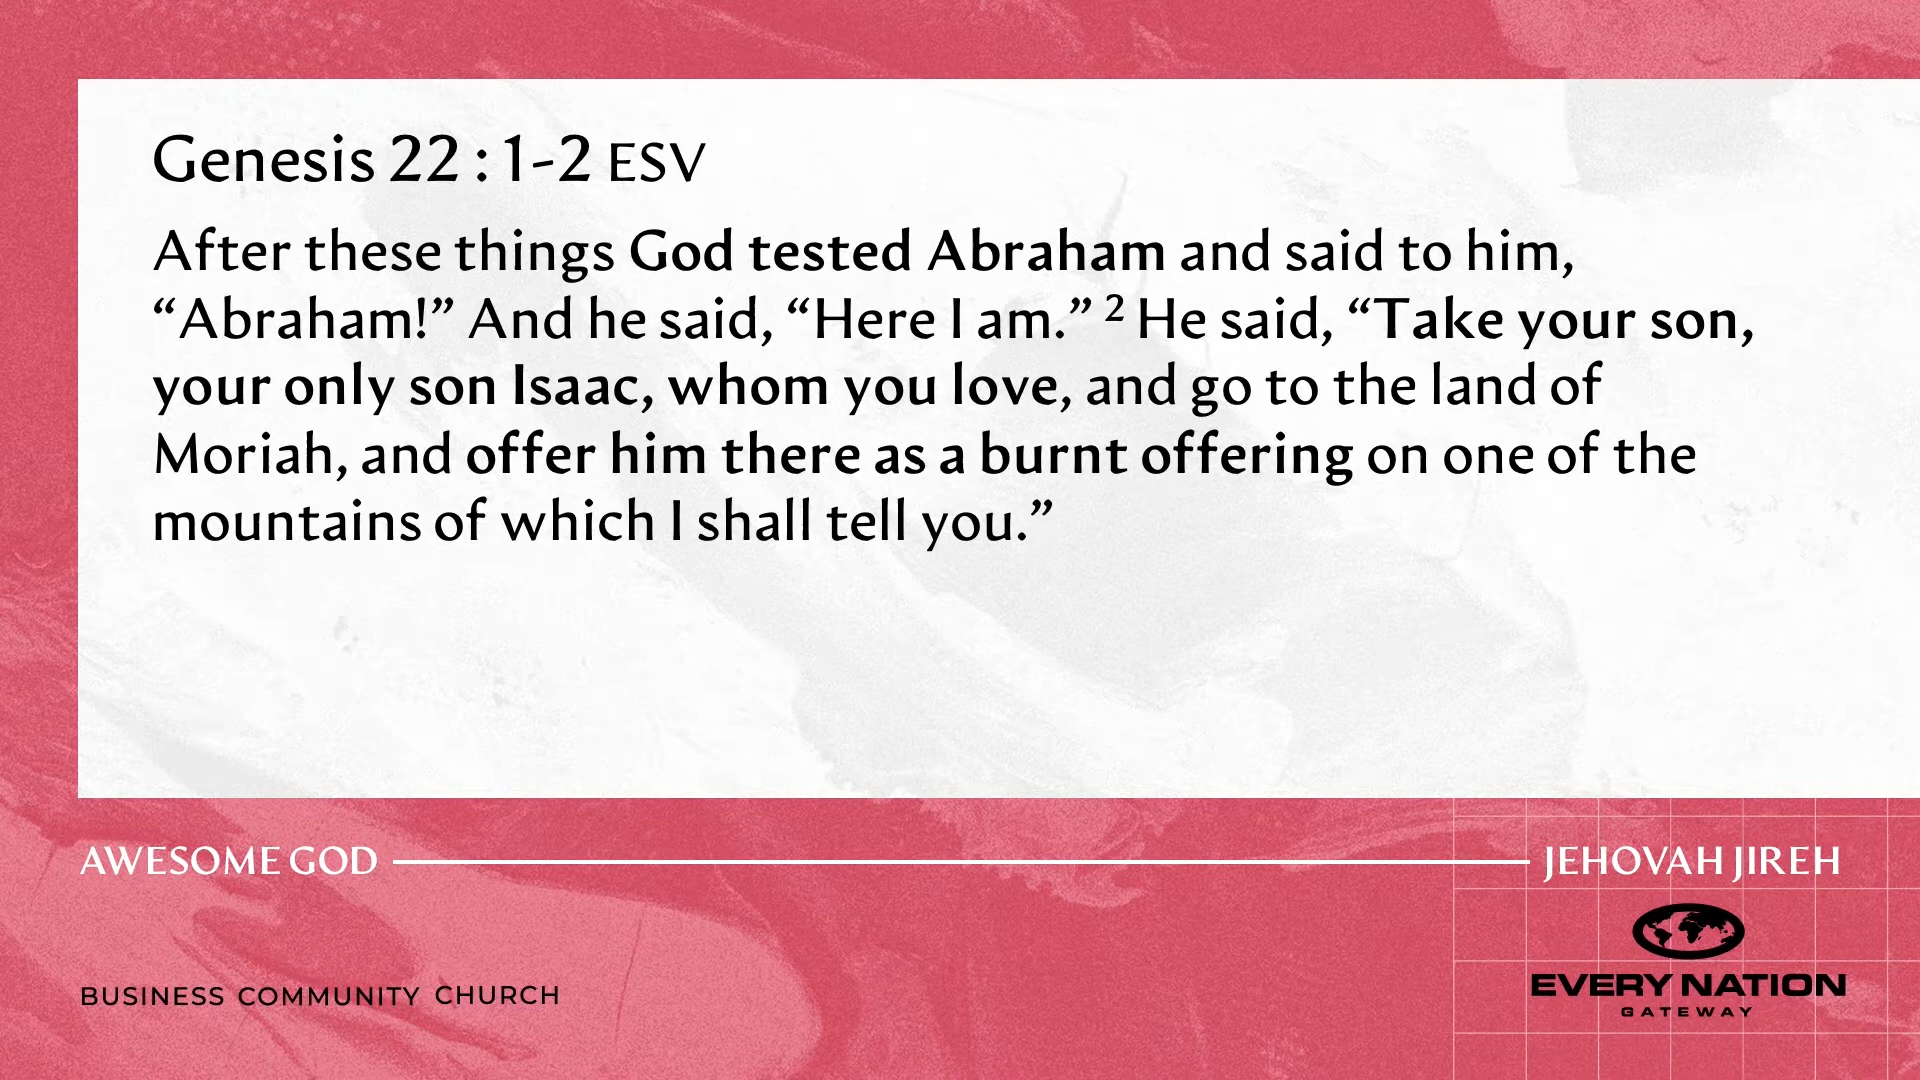 Genesis 22 : 1-2 ESV
After these things God tested Abraham and said to him,
“Abraham!” And he said, “Here I am.” ² He said, “Take your son,
your only son Isaac, whom you love, and go to the land of
Moriah, and offer him there as a burnt offering on one of the
mountains of which I shall tell you.”
AWESOME GOD
JEHOVAH JIREH
BUSINESS COMMUNITY CHURCH
EVERY NATION
GATEWAY